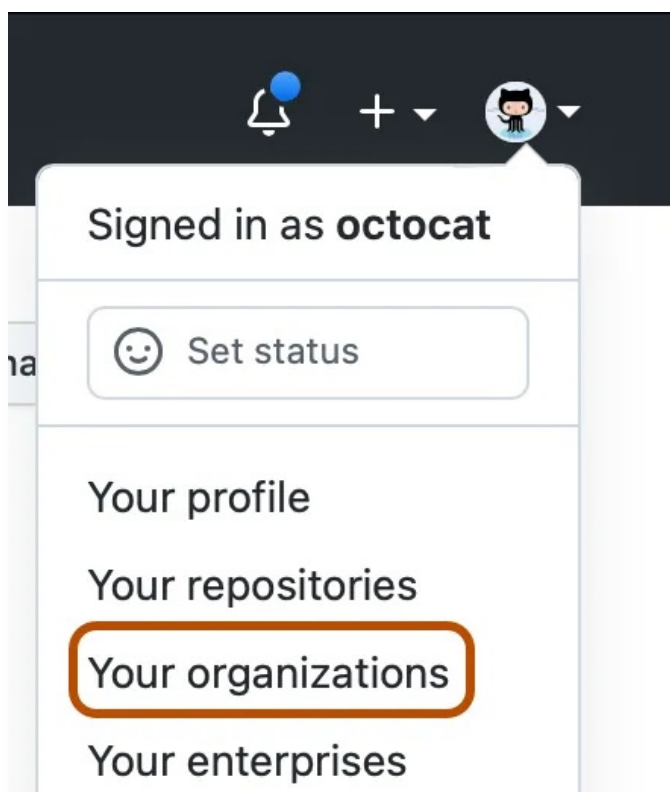 Signed in as octocat
Set status
Your profile
Your repositories
Your organizations
Your enterprises